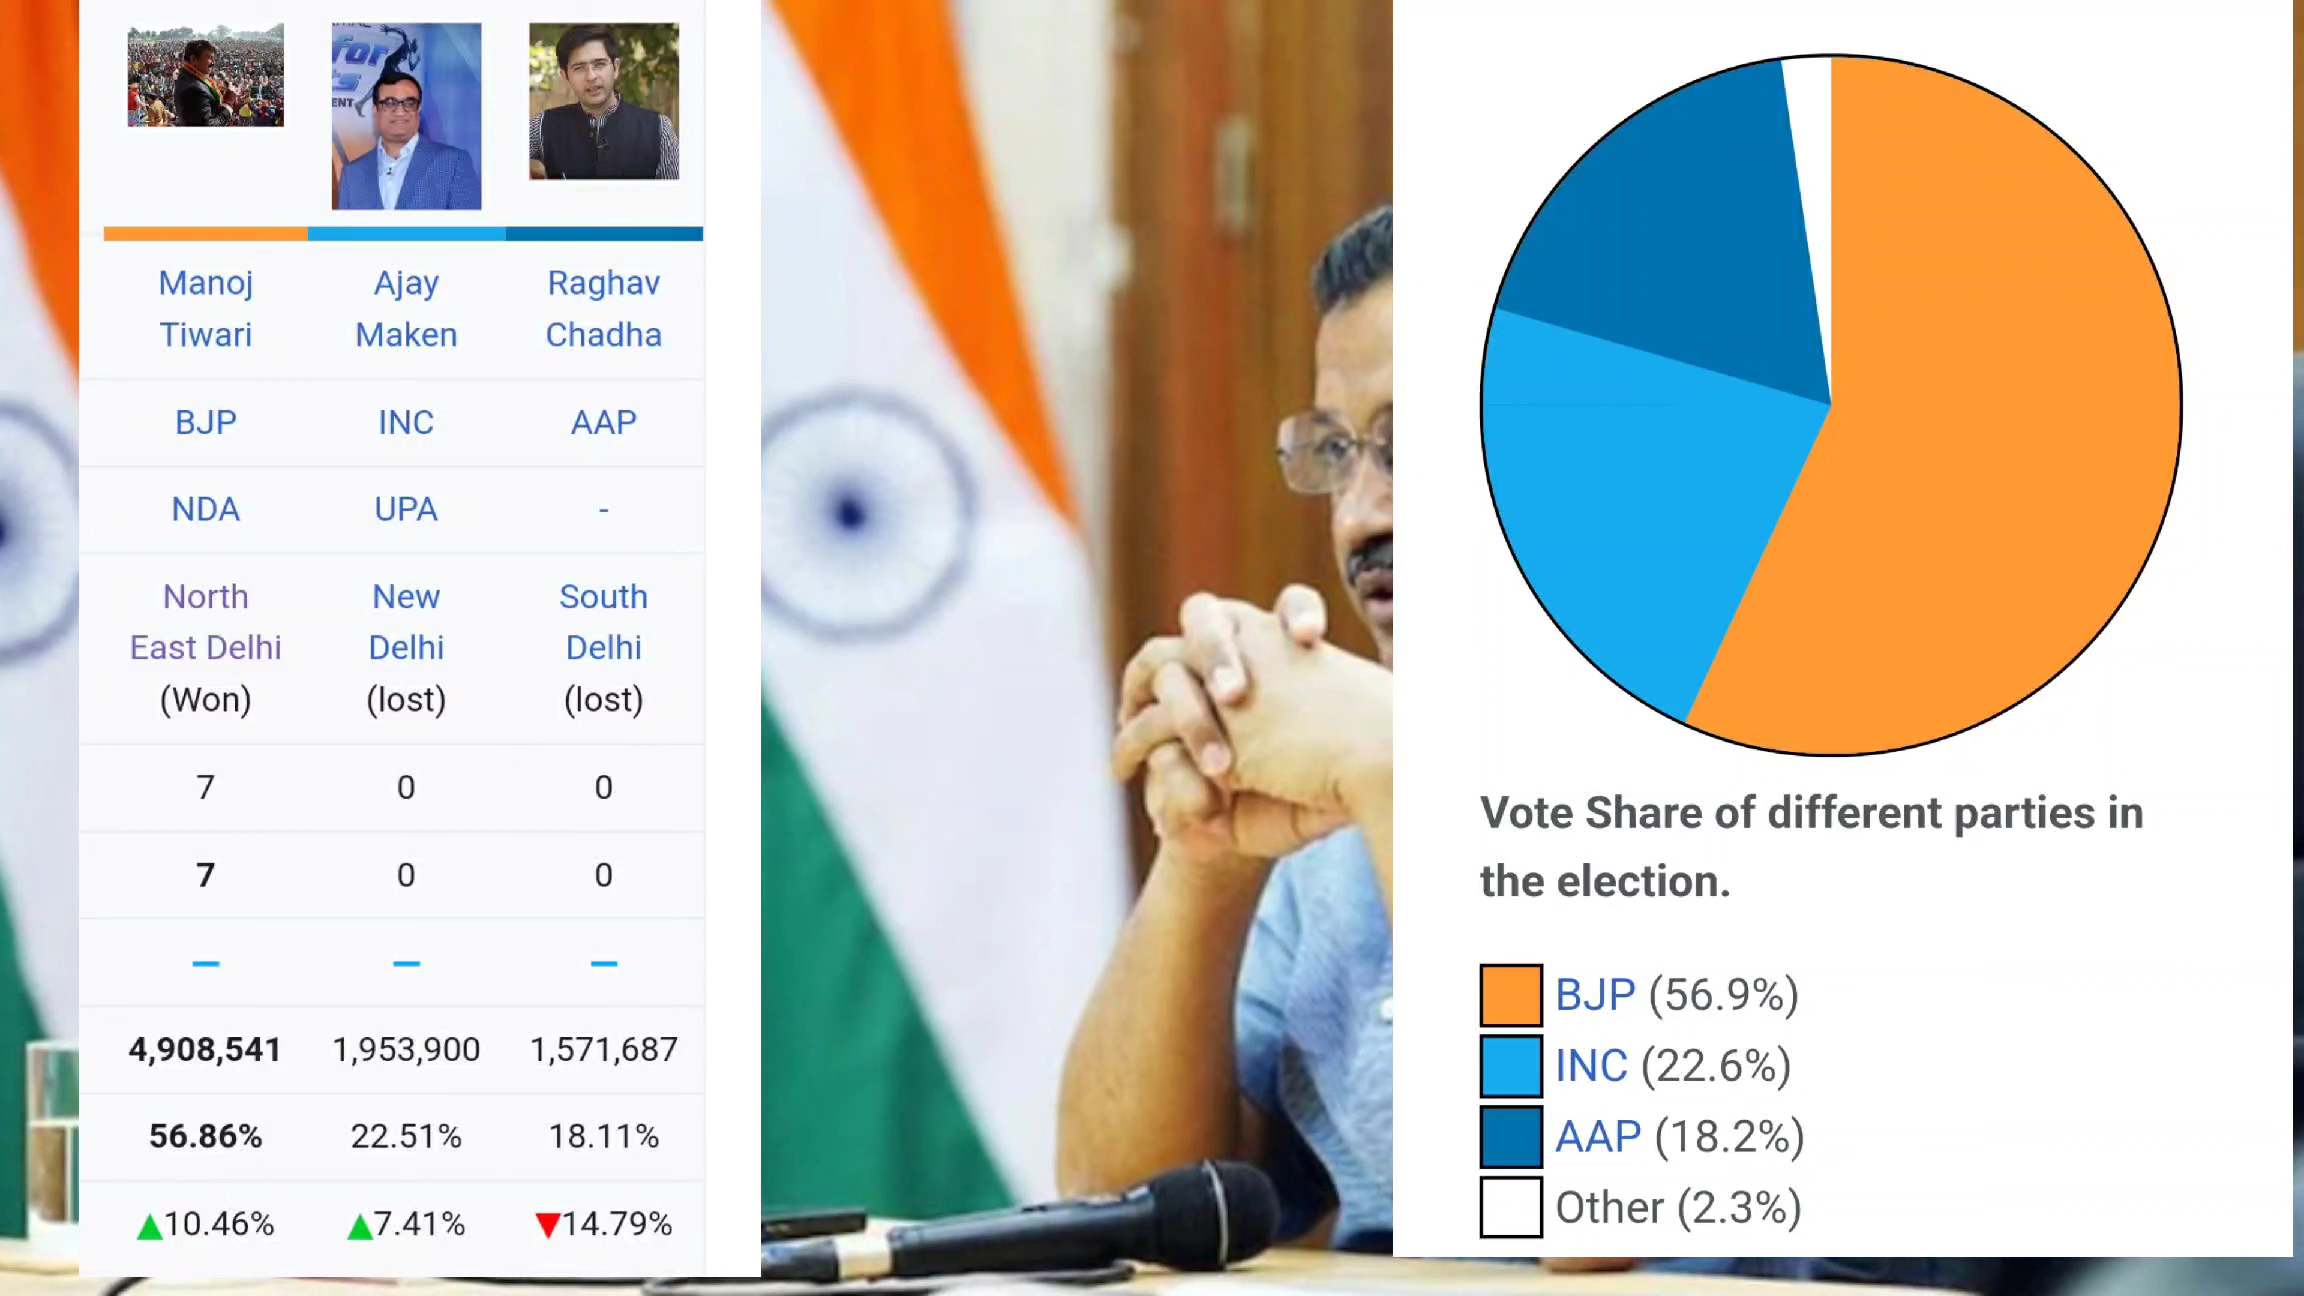 for
ts
ENT
Manoj Ajay Raghav
Tiwari Maken Chadha
BJP INC AAP
NDA UPA -
North New South
East Delhi Delhi Delhi
(Won) (lost) (lost)
7 0 0
7 0 0
– – –
4,908,541 1,953,900 1,571,687
56.86% 22.51% 18.11%
▲10.46% ▲7.41% ▼14.79%
Vote Share of different parties in
the election.
BJP (56.9%)
INC (22.6%)
AAP (18.2%)
Other (2.3%)